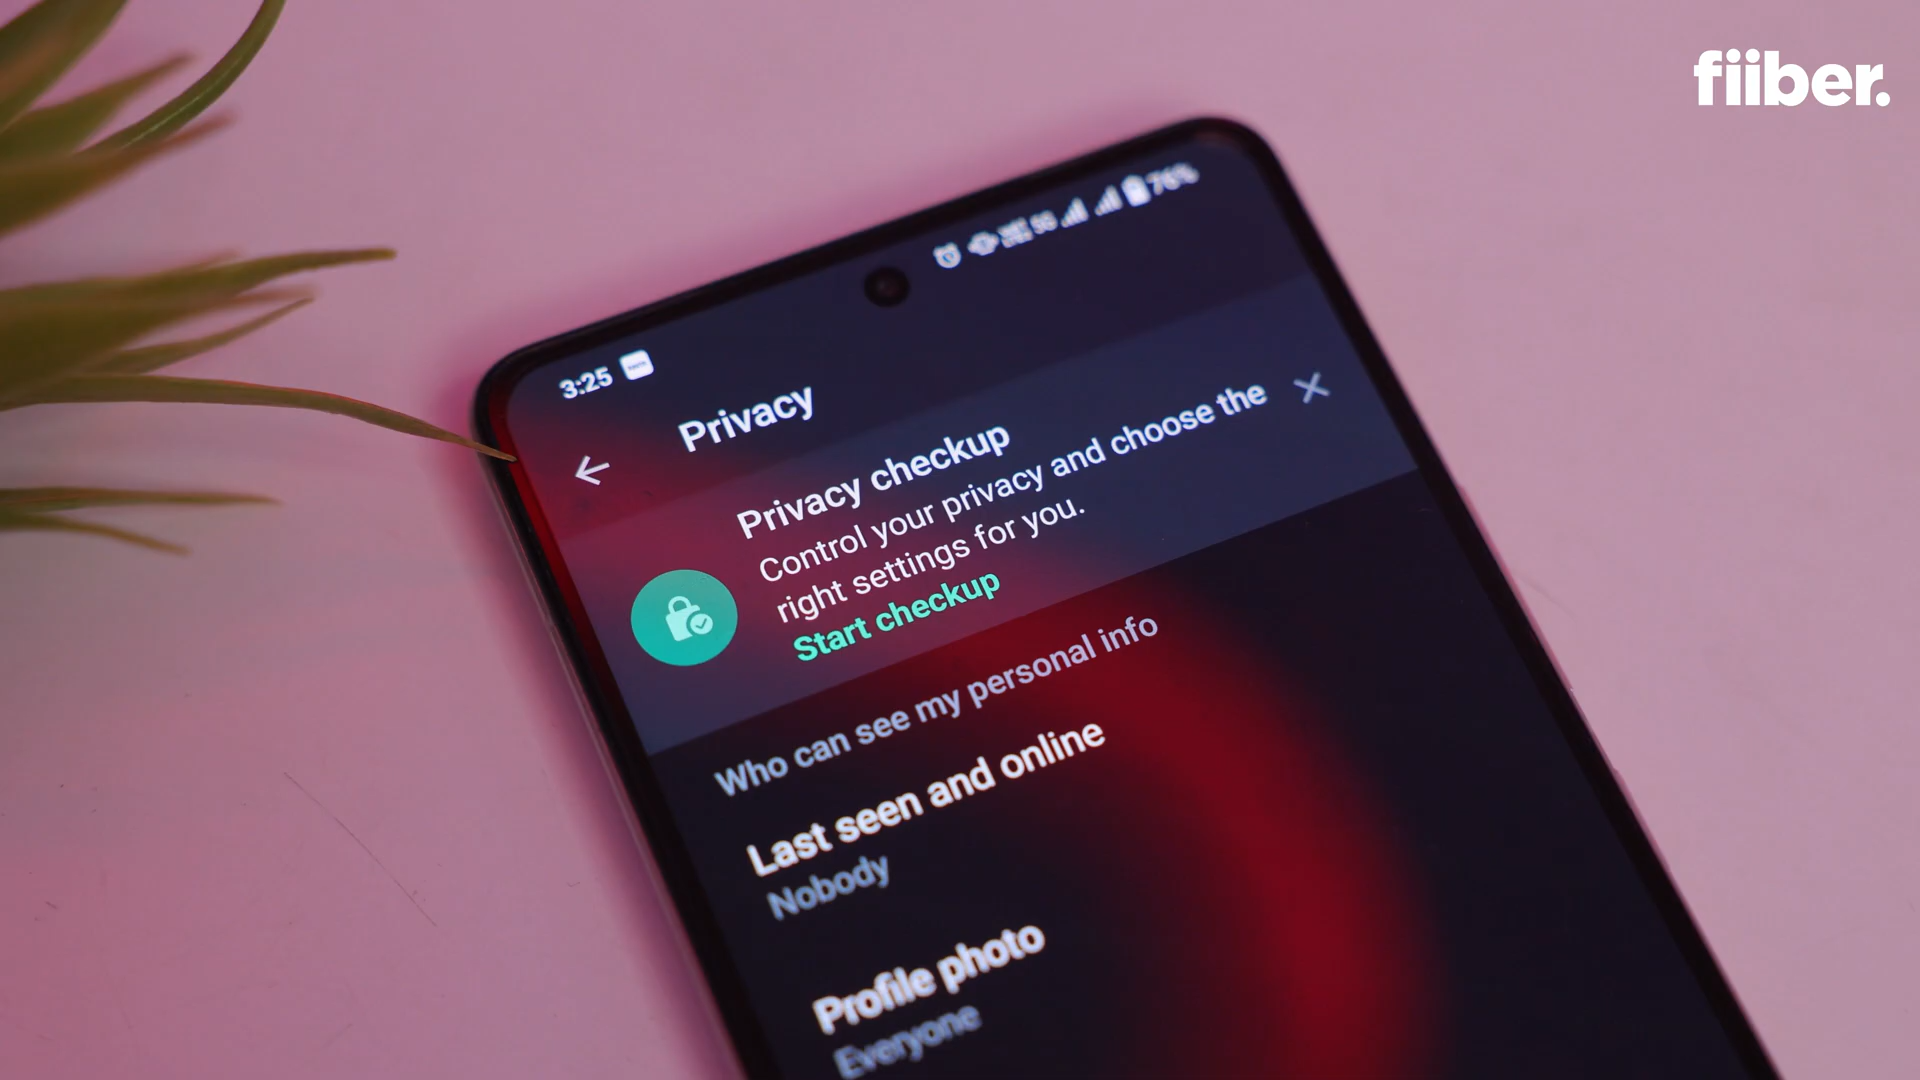 fiiber.
76%
3:25
Privacy
Privacy checkup
Control your privacy and choose the
right settings for you.
Start checkup
Who can see my personal info
Last seen and online
Nobody
Profile photo
Everyone